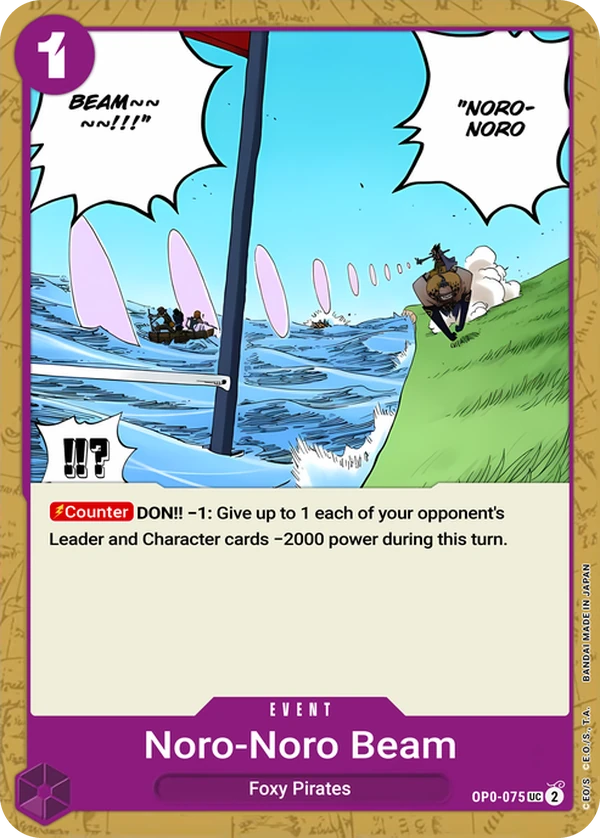 1
BEAM~~
~~!!!"
"NORO-
NORO
!!?
⚡Counter DON!! −1: Give up to 1 each of your opponent's
Leader and Character cards −2000 power during this turn.
EVENT
Noro-Noro Beam
Foxy Pirates
OP0-075 UC 2
©E.O/S. ©E.O./S., T.A. BANDAI MADE IN JAPAN